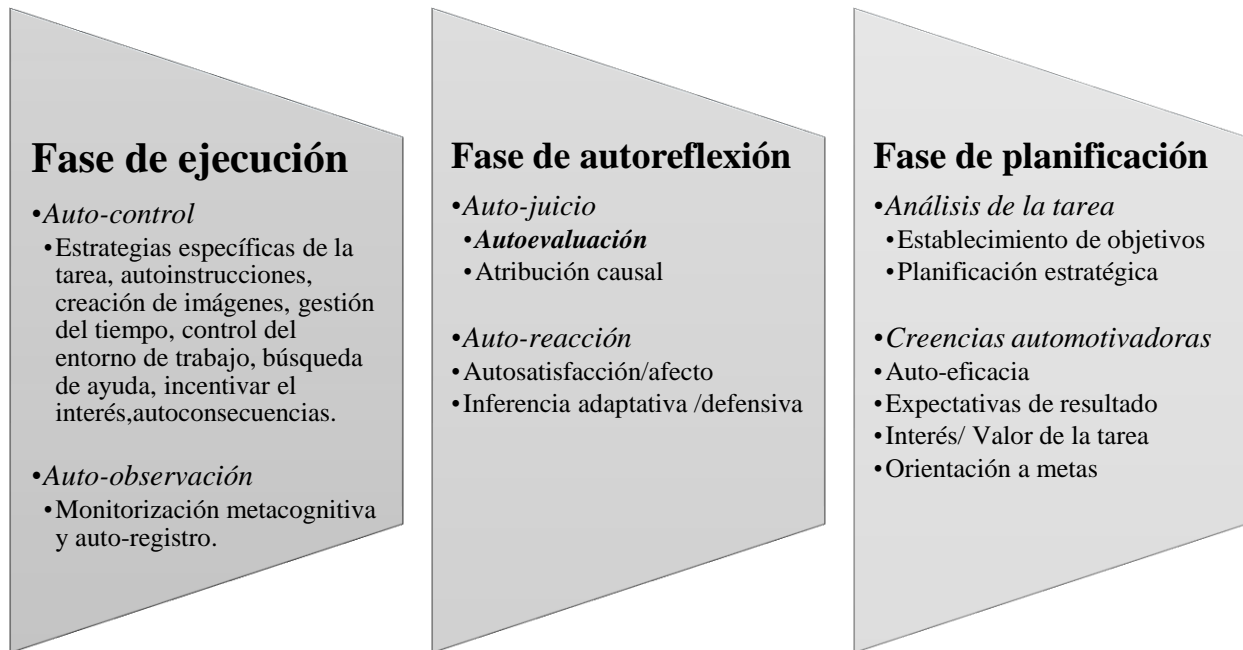 Fase de ejecución
•Auto-control
•Estrategias específicas de la
tarea, autoinstrucciones,
creación de imágenes, gestión
del tiempo, control del
entorno de trabajo, búsqueda
de ayuda, incentivar el
interés,autoconsecuencias.
•Auto-observación
•Monitorización metacognitiva
y auto-registro.
Fase de autoreflexión
•Auto-juicio
•Autoevaluación
•Atribución causal
•Auto-reacción
•Autosatisfacción/afecto
•Inferencia adaptativa /defensiva
Fase de planificación
•Análisis de la tarea
•Establecimiento de objetivos
•Planificación estratégica
•Creencias automotivadoras
•Auto-eficacia
•Expectativas de resultado
•Interés/ Valor de la tarea
•Orientación a metas